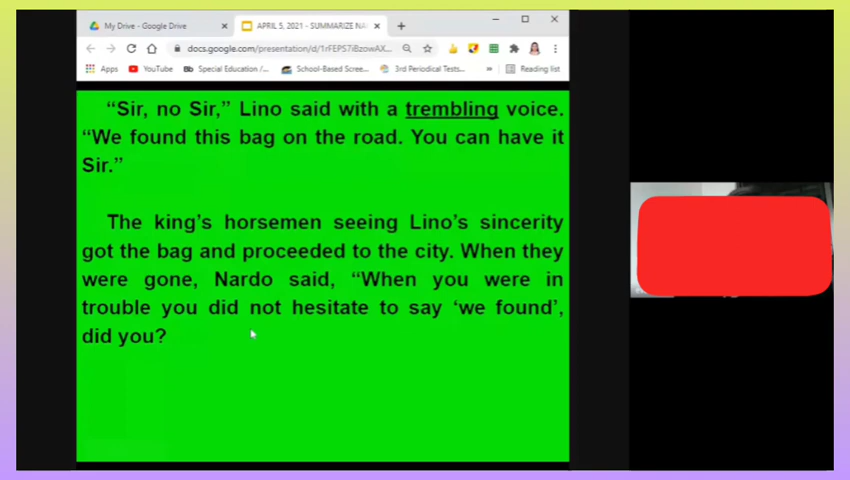 My Drive - Google Drive
APRIL 5, 2021 - SUMMARIZE NA
docs.google.com/presentation/d/1rFEPS7iBzowAX...
Apps YouTube Special Education /... School-Based Scree... 3rd Periodical Tests... Reading list
“Sir, no Sir,” Lino said with a trembling voice.
“We found this bag on the road. You can have it
Sir.”
The king’s horsemen seeing Lino’s sincerity
got the bag and proceeded to the city. When they
were gone, Nardo said, “When you were in
trouble you did not hesitate to say ‘we found’,
did you?